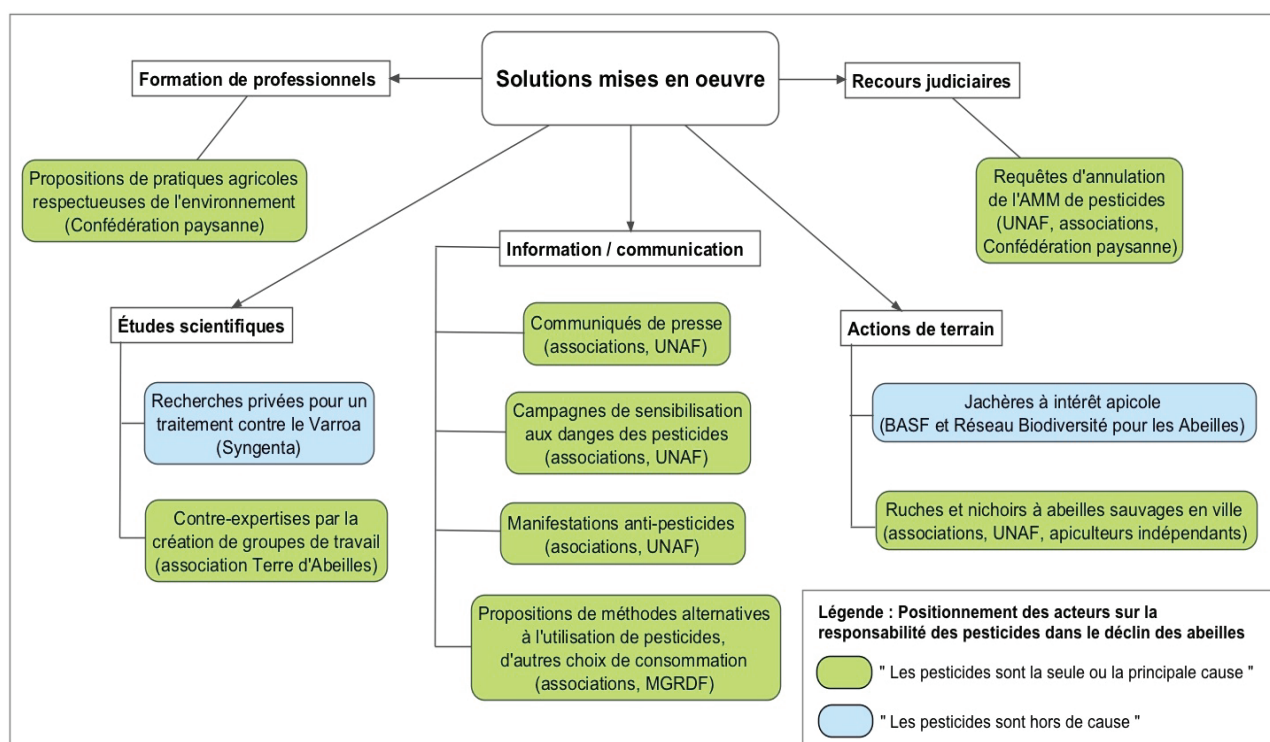 Solutions mises en oeuvre
Formation de professionnels
Propositions de pratiques agricoles
respectueuses de l'environnement
(Confédération paysanne)
Recours judiciaires
Requêtes d'annulation
de l'AMM de pesticides
(UNAF, associations,
Confédération paysanne)
Études scientifiques
Recherches privées pour un
traitement contre le Varroa
(Syngenta)
Contre-expertises par la
création de groupes de travail
(association Terre d'Abeilles)
Information / communication
Communiqués de presse
(associations, UNAF)
Campagnes de sensibilisation
aux dangers des pesticides
(associations, UNAF)
Manifestations anti-pesticides
(asociations, UNAF)
Propositions de méthodes alternatives
à l'utilisation de pesticides,
d'autres choix de consommation
(associations, MGRDF)
Actions de terrain
Jachères à intérêt apicole
(BASF et Réseau Biodiversité pour les Abeilles)
Ruches et nichoirs à abeilles sauvages en ville
(associations, UNAF, apiculteurs indépendants)
Légende : Positionnement des acteurs sur la
responsabilité des pesticides dans le déclin des abeilles
" Les pesticides sont la seule ou la principale cause "
" Les pesticides sont hors de cause "